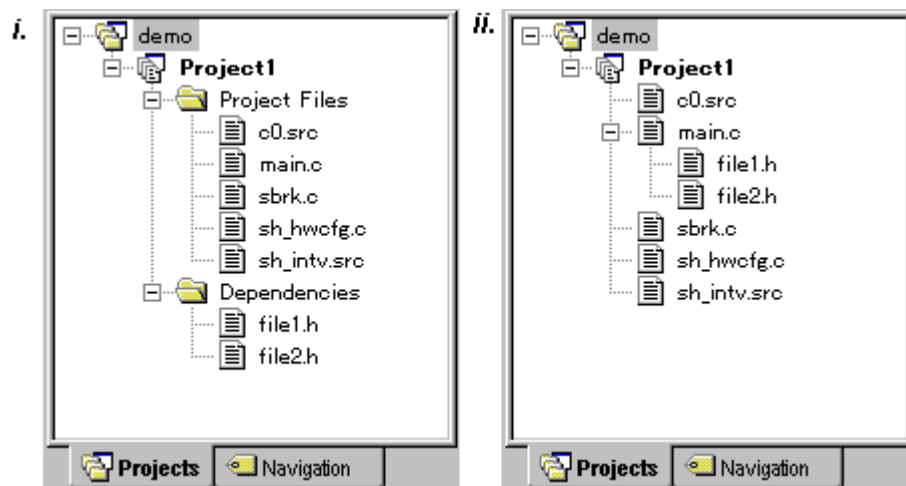 i.
demo
Project1
Project Files
c0.src
main.c
sbrk.c
sh_hwcfg.c
sh_intv.src
Dependencies
file1.h
file2.h
Projects
Navigation
ii.
demo
Project1
c0.src
main.c
file1.h
file2.h
sbrk.c
sh_hwcfg.c
sh_intv.src
Projects
Navigation